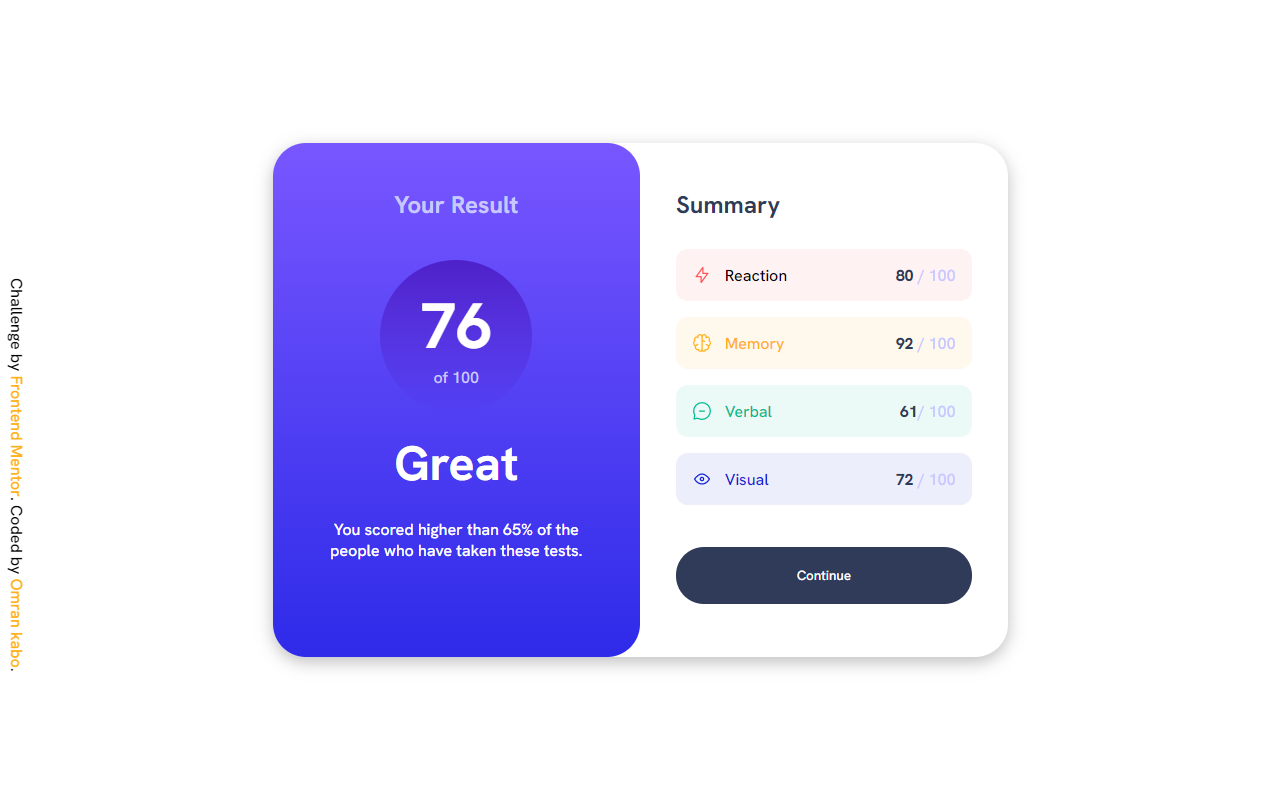 Your Result
76
of 100
Great
You scored higher than 65% of the
people who have taken these tests.
Summary
Reaction 80 / 100
Memory 92 / 100
Verbal 61/ 100
Visual 72 / 100
Continue
Challenge by Frontend Mentor. Coded by Omran kabo.